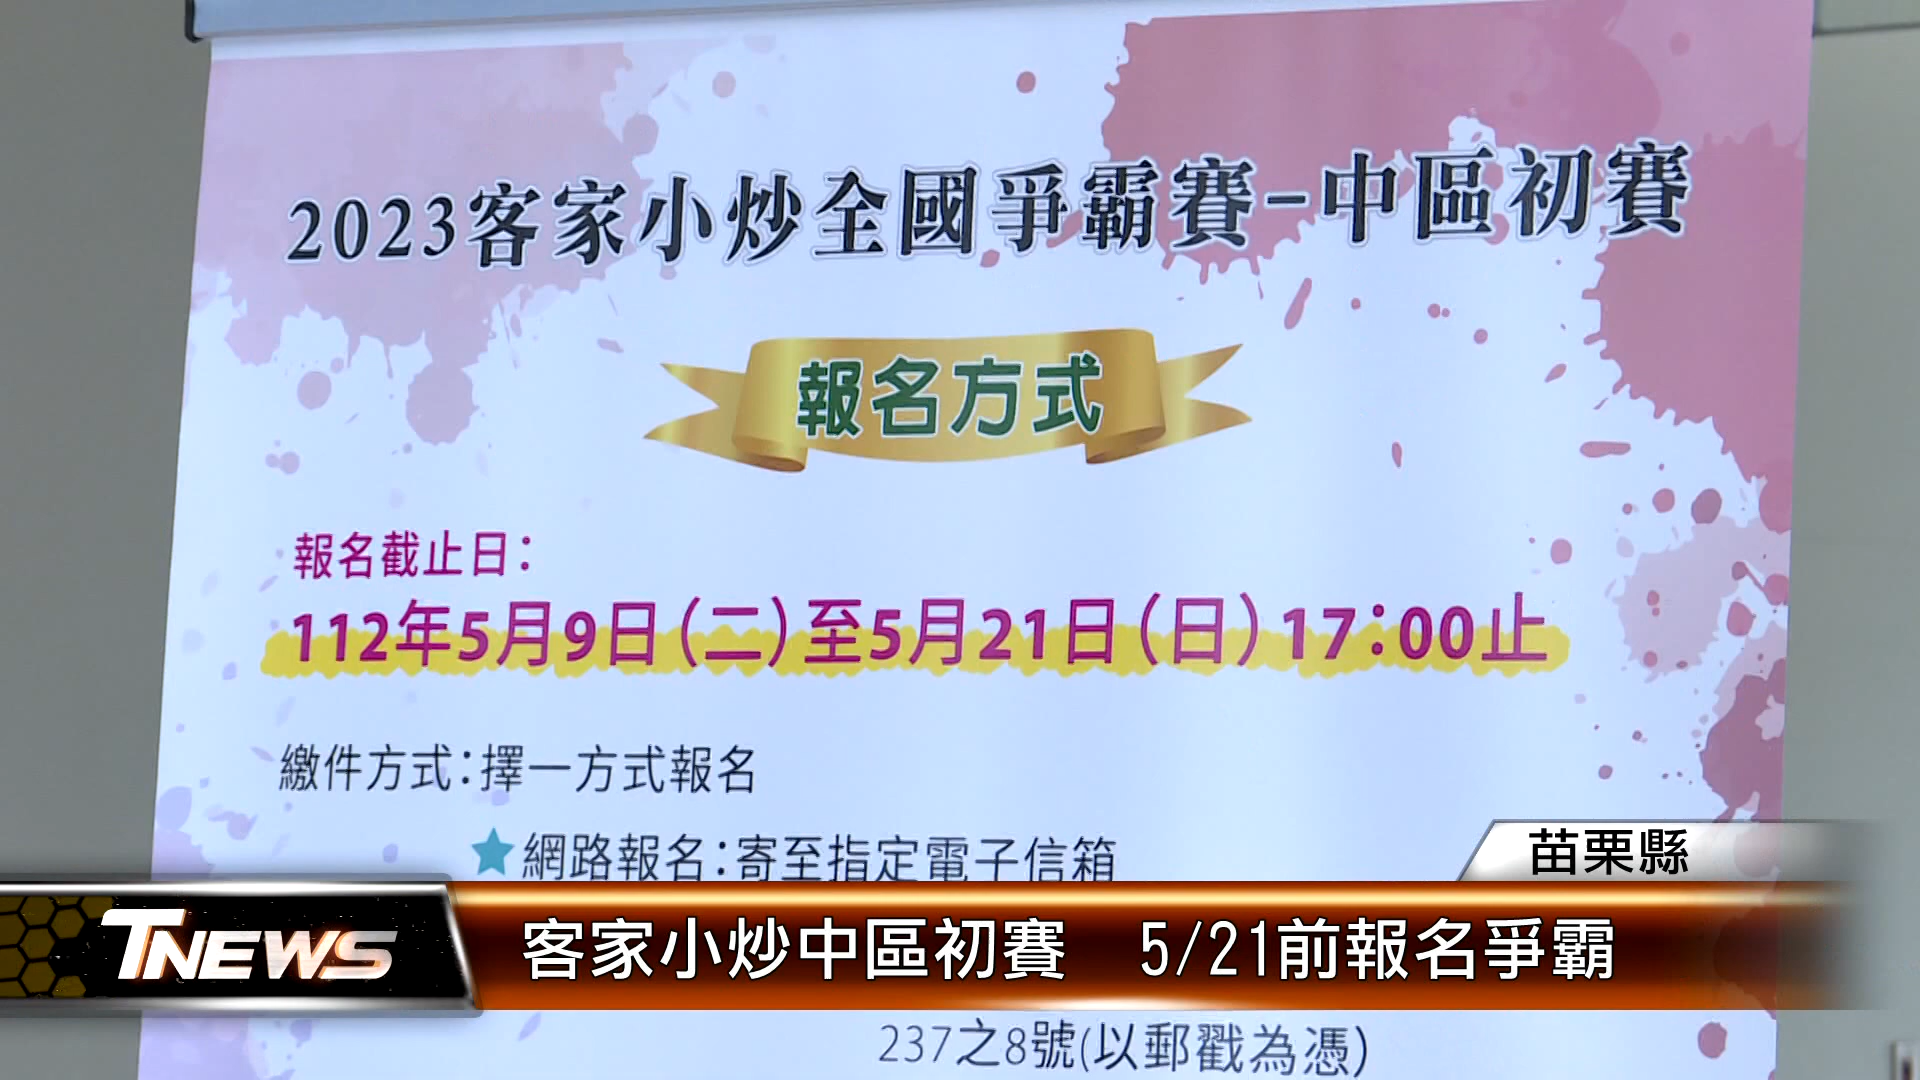 2023客家小炒全國爭霸賽-中區初賽
報名方式
報名截止日：
112年5月9日（二）至5月21日（日）17：00止
繳件方式：擇一方式報名
★網路報名：寄至指定電子信箱
苗栗縣
TNEWS
客家小炒中區初賽　5/21前報名爭霸
237之8號(以郵戳為憑)